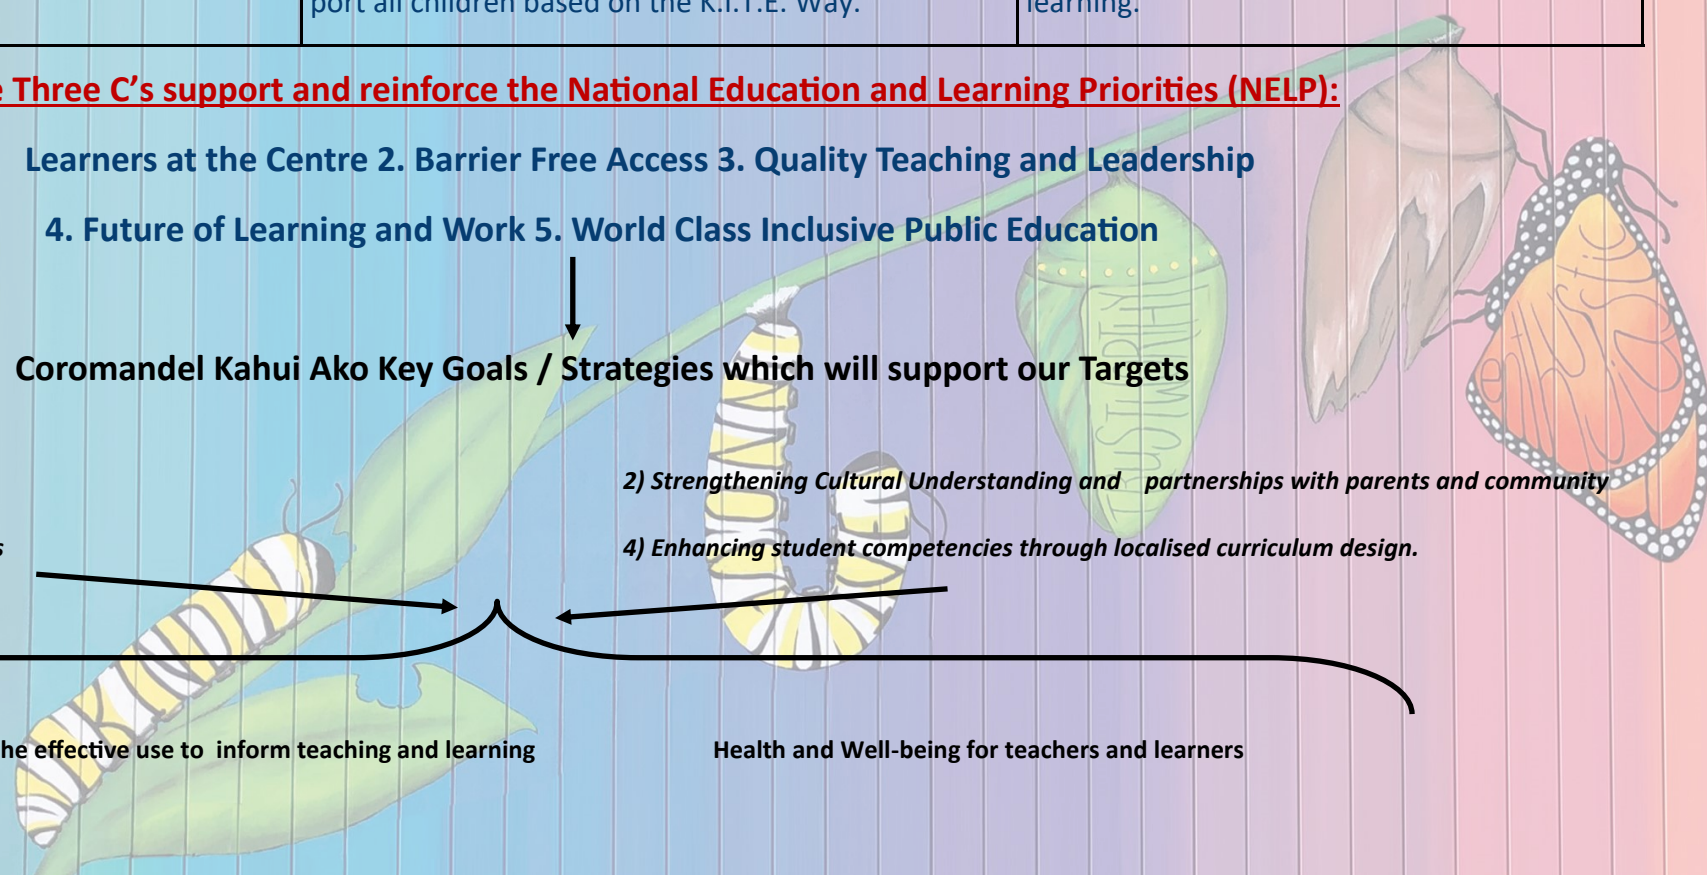 port all children based on the K.I.T.E. Way.
learning.
Three C’s support and reinforce the National Education and Learning Priorities (NELP):
Learners at the Centre 2. Barrier Free Access 3. Quality Teaching and Leadership
4. Future of Learning and Work 5. World Class Inclusive Public Education
Coromandel Kahui Ako Key Goals / Strategies which will support our Targets
2) Strengthening Cultural Understanding and partnerships with parents and community
4) Enhancing student competencies through localised curriculum design.
he effective use to inform teaching and learning
Health and Well-being for teachers and learners
KIND
INTEGRITY